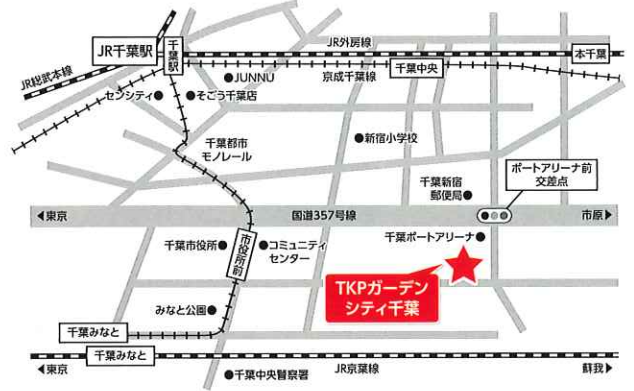 JR外房線
JR千葉駅
千葉駅
本千葉
JR総武本線
JUNNU
京成千葉線
千葉中央
センシティ
そごう千葉店
千葉都市
モノレール
新宿小学校
ポートアリーナ前
交差点
千葉新宿
郵便局
◀東京
国道357号線
市原▶
千葉市役所
市役所前
コミュニティ
センター
千葉ポートアリーナ
TKPガーデン
シティ千葉
みなと公園
千葉みなと
千葉みなと
◀東京
JR京葉線
蘇我▶
千葉中央警察署